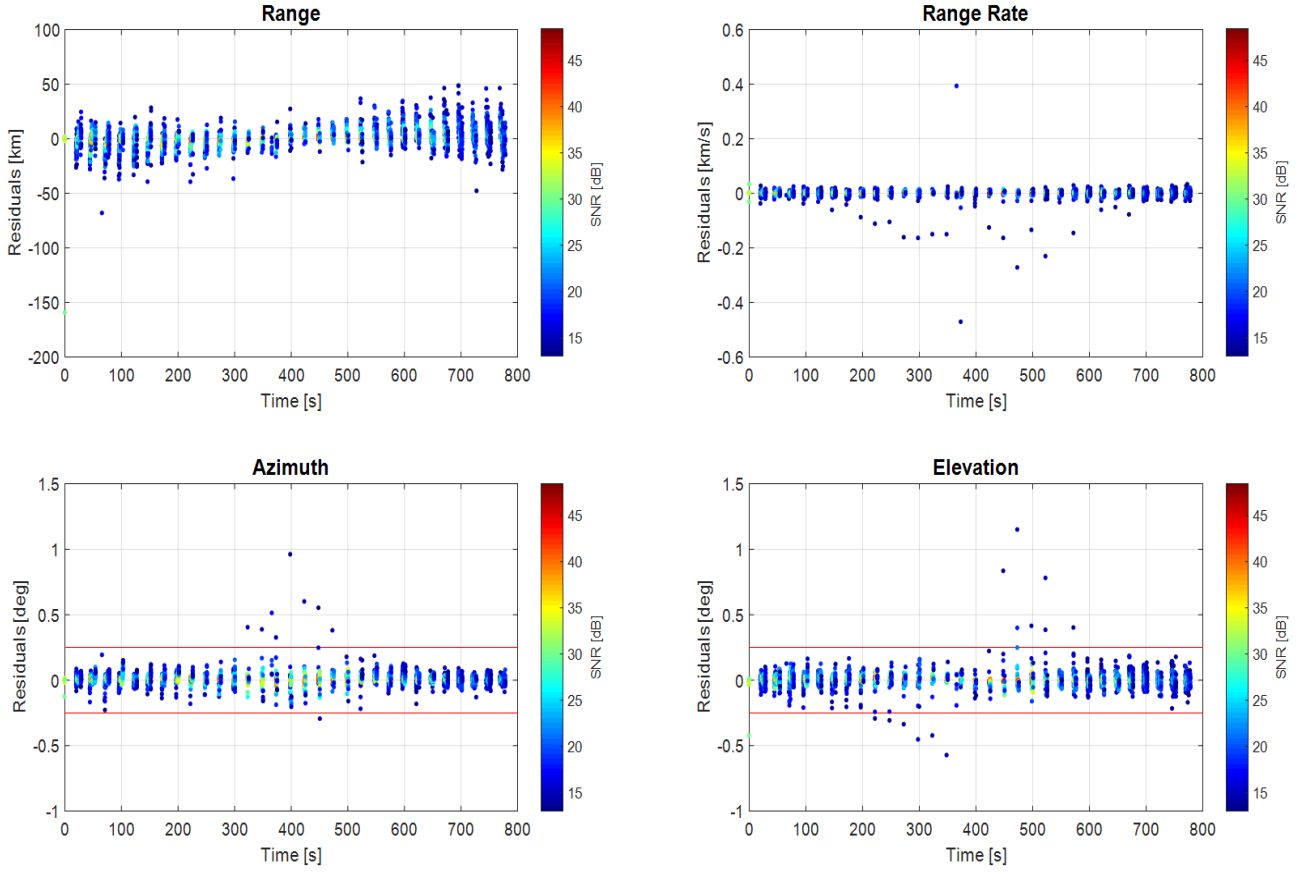 Range
100
50
0
-50
-100
-150
-200
Residuals [km]
0 100 200 300 400 500 600 700 800
Time [s]
45
40
35
30
25
20
15
SNR [dB]
Range Rate
0.6
0.4
0.2
0
-0.2
-0.4
-0.6
Residuals [km/s]
0 100 200 300 400 500 600 700 800
Time [s]
45
40
35
30
25
20
15
SNR [dB]
Azimuth
1.5
1
0.5
0
-0.5
-1
Residuals [deg]
0 100 200 300 400 500 600 700 800
Time [s]
45
40
35
30
25
20
15
SNR [dB]
Elevation
1.5
1
0.5
0
-0.5
-1
Residuals [deg]
0 100 200 300 400 500 600 700 800
Time [s]
45
40
35
30
25
20
15
SNR [dB]